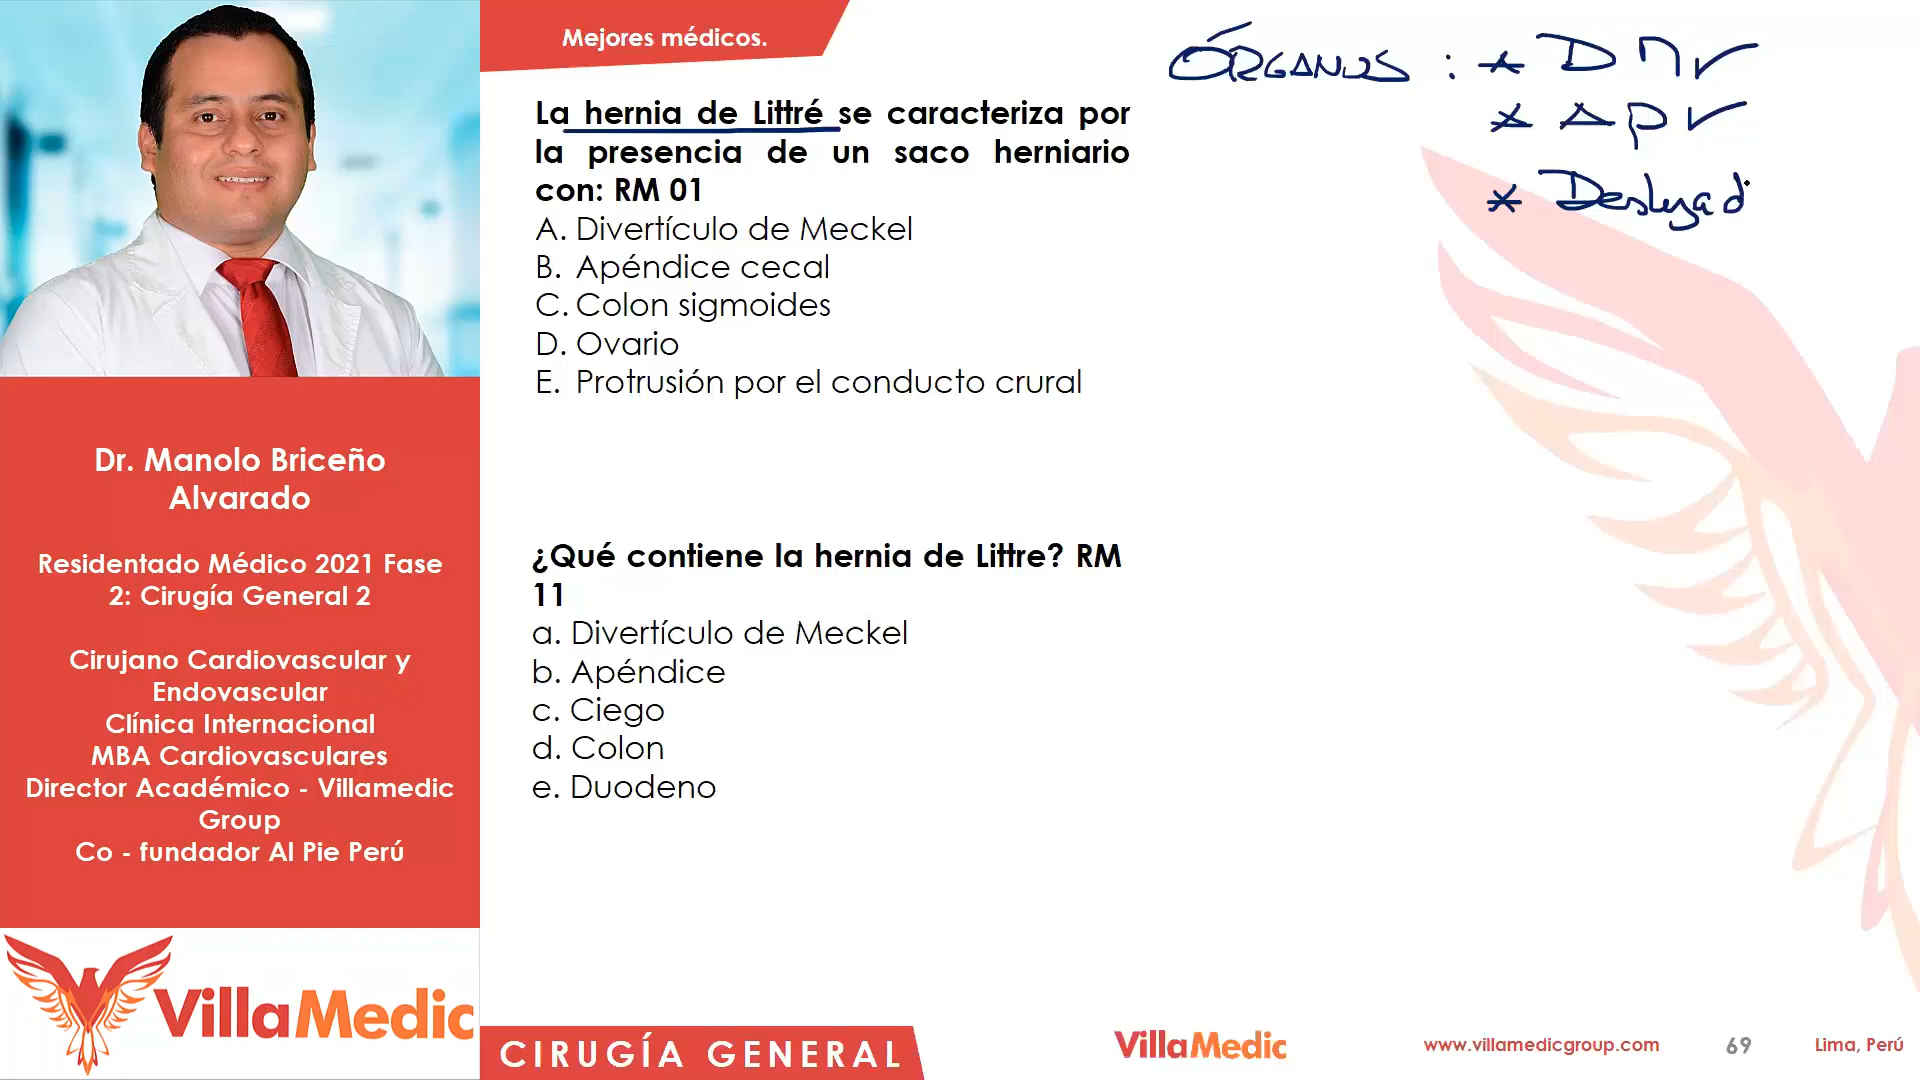 Mejores médicos.
ÓRGANOS : * D M ✓
* AP ✓
La hernia de Littré se caracteriza por
la presencia de un saco herniario
con: RM 01
A. Divertículo de Meckel
B. Apéndice cecal
C. Colon sigmoides
D. Ovario
E. Protrusión por el conducto crural
¿Qué contiene la hernia de Littre? RM
11
a. Divertículo de Meckel
b. Apéndice
c. Ciego
d. Colon
e. Duodeno
Dr. Manolo Briceño
Alvarado
Residentado Médico 2021 Fase
2: Cirugía General 2
Cirujano Cardiovascular y
Endovascular
Clínica Internacional
MBA Cardiovasculares
Director Académico - Villamedic
Group
Co - fundador Al Pie Perú
VillaMedic
CIRUGÍA GENERAL
VillaMedic
www.villamedicgroup.com
69
Lima, Perú